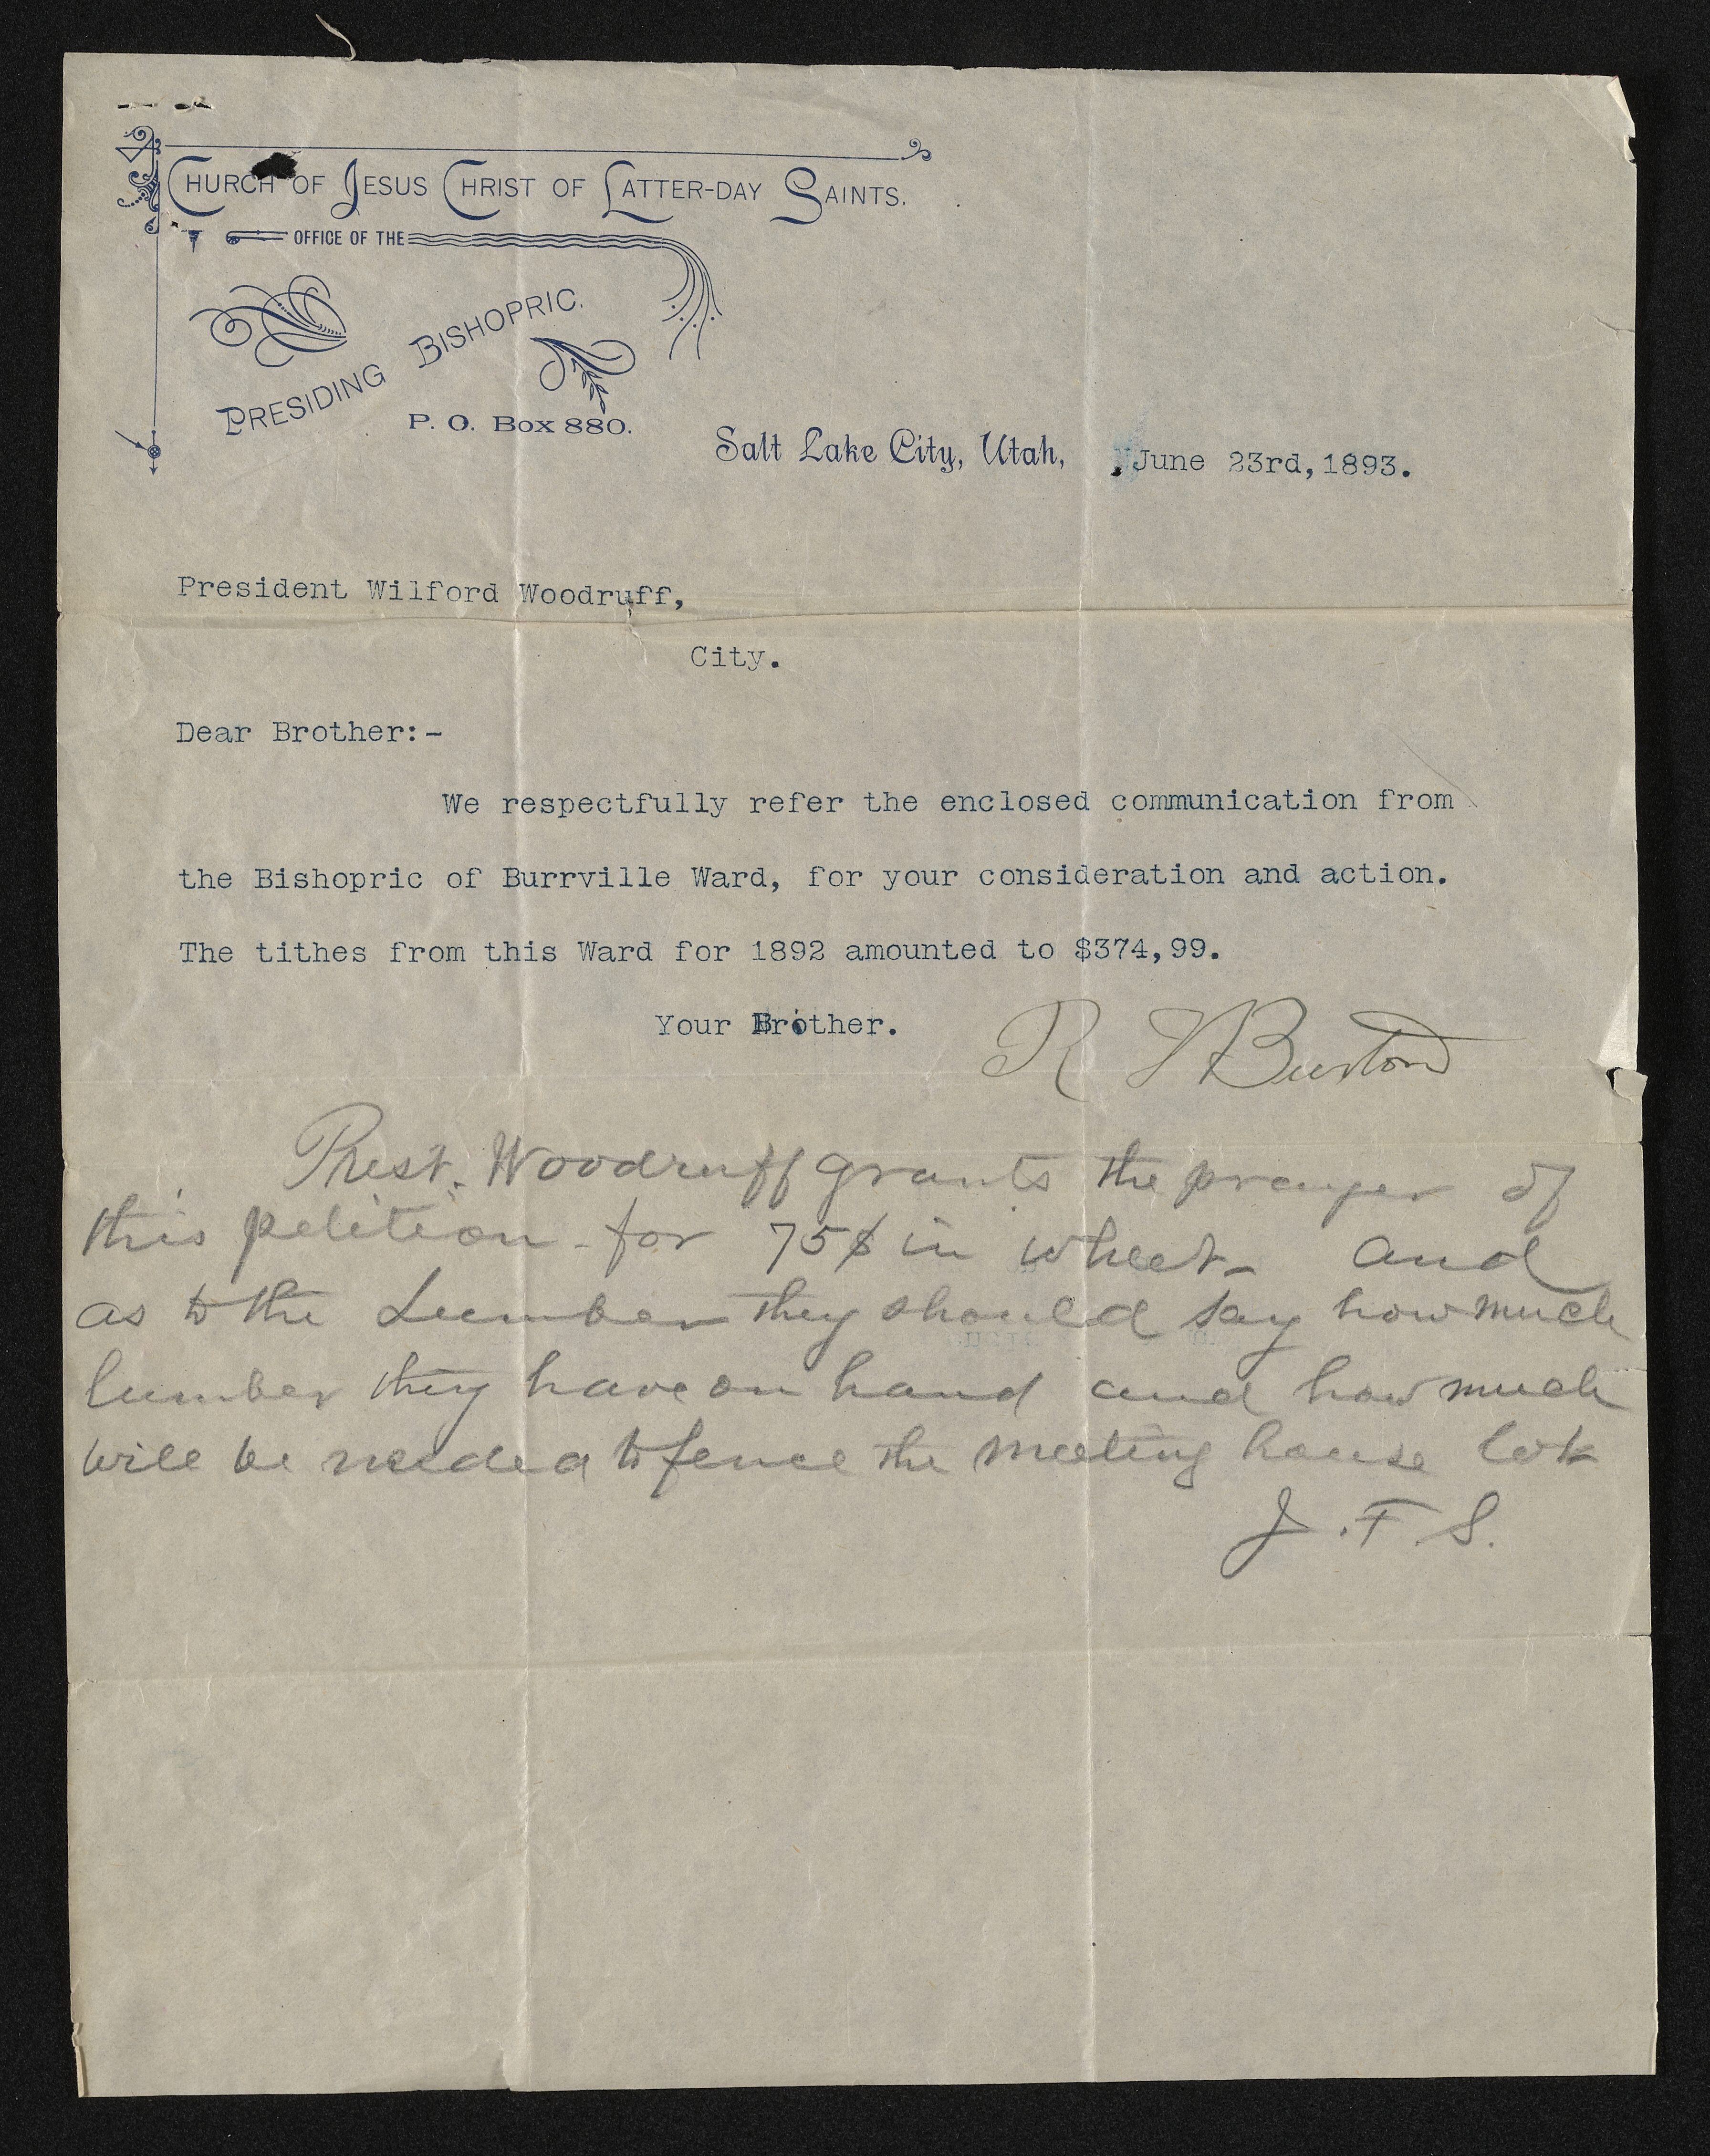 CHURCH OF JESUS CHRIST OF LATTER-DAY SAINTS.
OFFICE OF THE
PRESIDING BISHOPRIC.
P. O. Box 880.
Salt Lake City, Utah, June 23rd, 1893.
President Wilford Woodruff,
City.
Dear Brother:-
We respectfully refer the enclosed communication from
the Bishopric of Burrville Ward, for your consideration and action.
The tithes from this Ward for 1892 amounted to $374,99.
Your Brother. R T Burton
Prest. Woodruff grants the prayer of
this petition for 75$ in wheet- and
as to the Lumber they should say how much
lumber they have on hand and how much
will be needed to fence the meeting house lot
J.F.S.